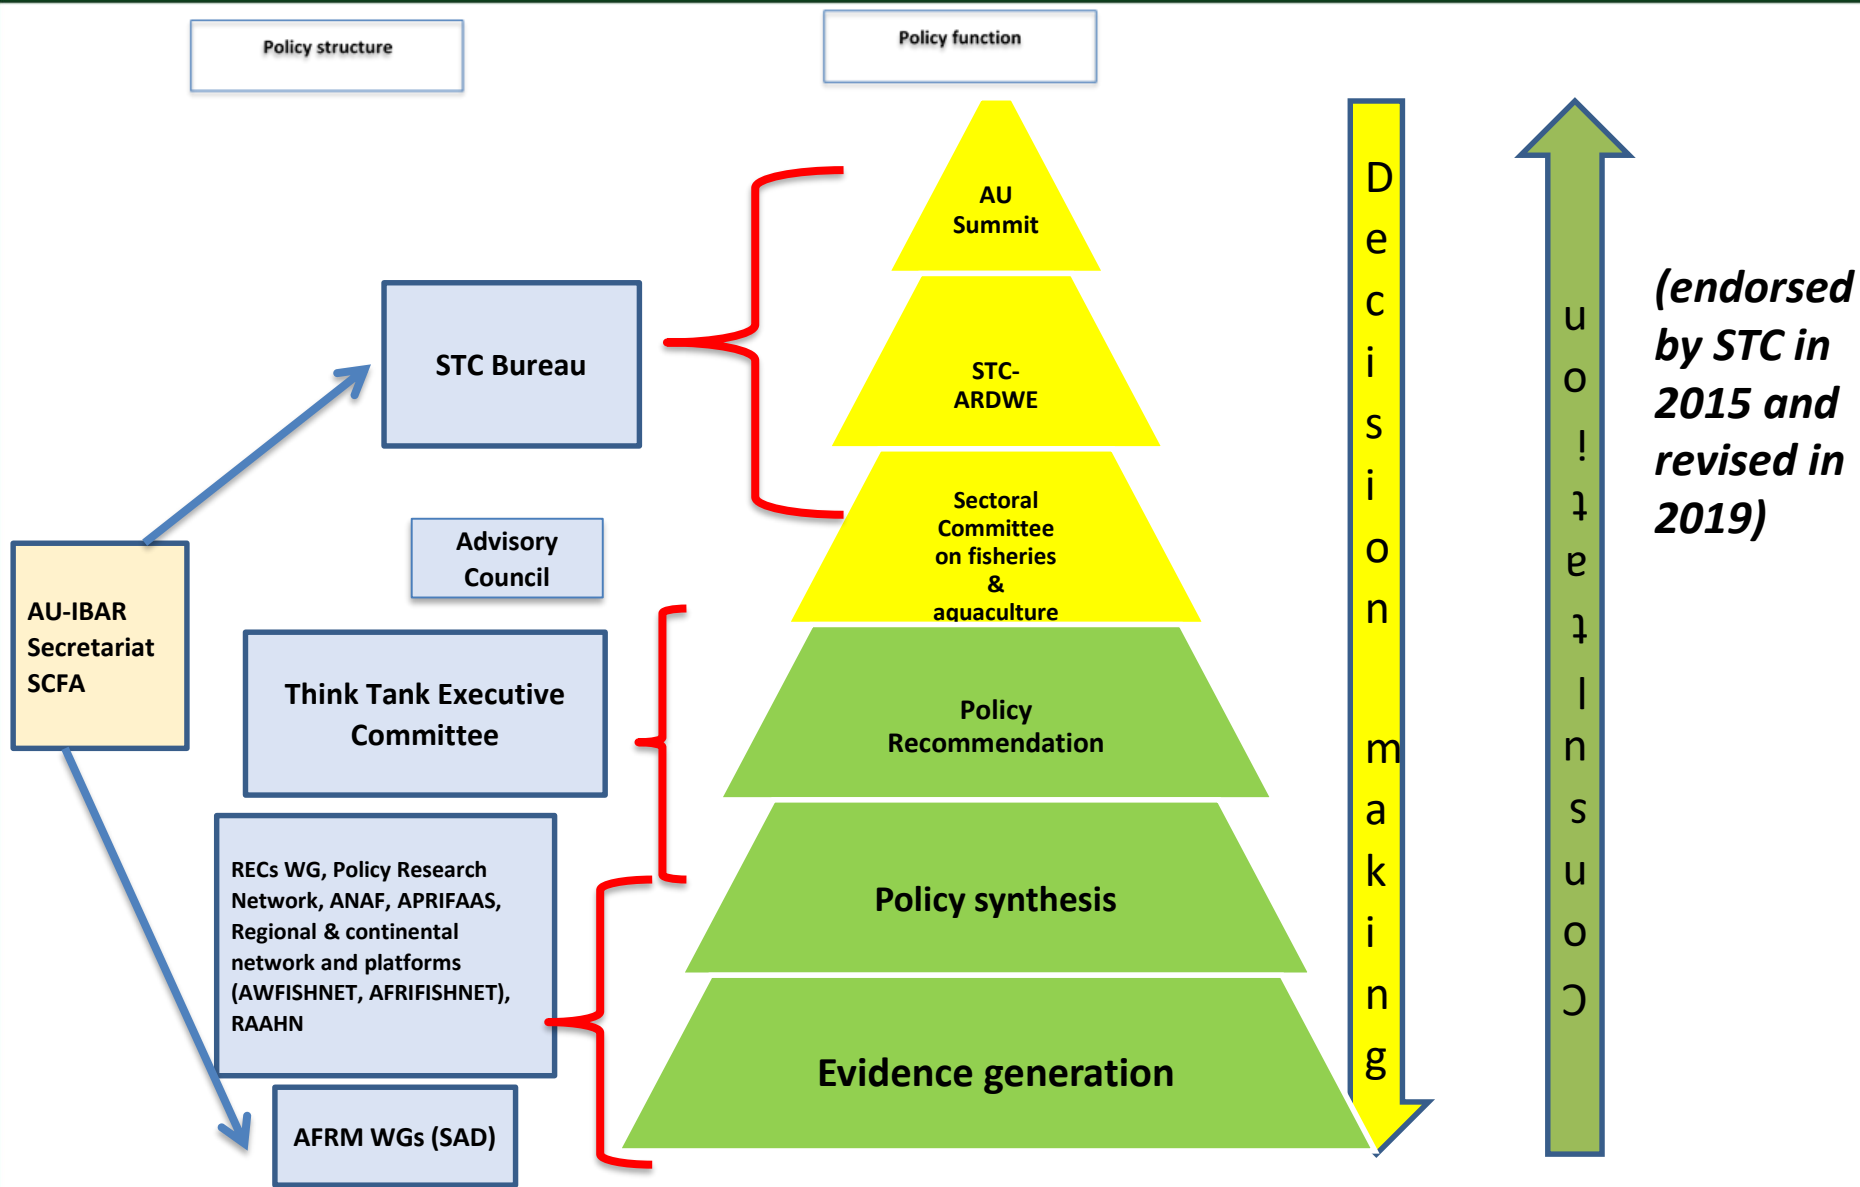 Policy structure
Policy function
AU
Summit
STC-
ARDWE
Sectoral
Committee
on fisheries
&
aquaculture
Policy
Recommendation
Policy synthesis
Evidence generation
STC Bureau
Advisory
Council
Think Tank Executive
Committee
RECs WG, Policy Research
Network, ANAF, APRIFAAS,
Regional & continental
network and platforms
(AWFISHNET, AFRIFISHNET),
RAAHN
AFRM WGs (SAD)
AU-IBAR
Secretariat
SCFA
Decision making
Consultation
(endorsed
by STC in
2015 and
revised in
2019)